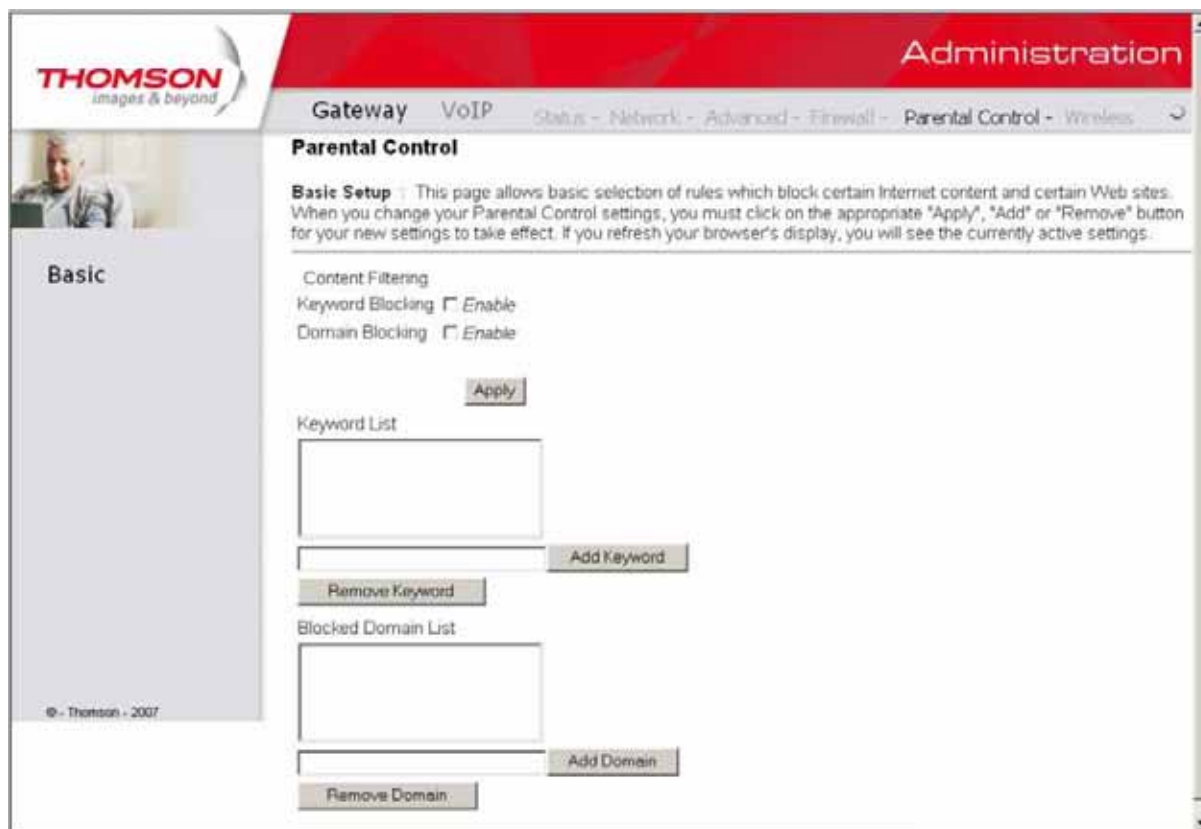 Administration
THOMSON
images & beyond
Gateway VoIP Status - Network - Advanced - Firewall - Parental Control - Wireless
Parental Control
Basic Setup : This page allows basic selection of rules which block certain Internet content and certain Web sites.
When you change your Parental Control settings, you must click on the appropriate "Apply", "Add" or "Remove" button
for your new settings to take effect. If you refresh your browser's display, you will see the currently active settings.
Basic
Content Filtering
Keyword Blocking Enable
Domain Blocking Enable
Apply
Keyword List
Add Keyword
Remove Keyword
Blocked Domain List
Add Domain
Remove Domain
© - Thomson - 2007